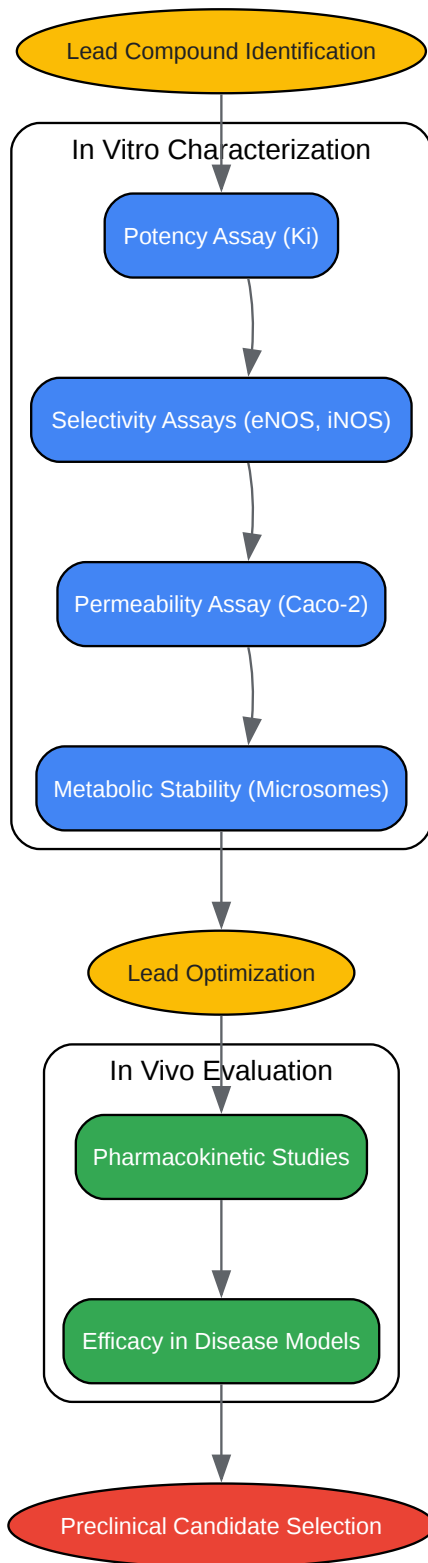 Lead Compound Identification
In Vitro Characterization
Potency Assay (Ki)
Selectivity Assays (eNOS, iNOS)
Permeability Assay (Caco-2)
Metabolic Stability (Microsomes)
Lead Optimization
In Vivo Evaluation
Pharmacokinetic Studies
Efficacy in Disease Models
Preclinical Candidate Selection